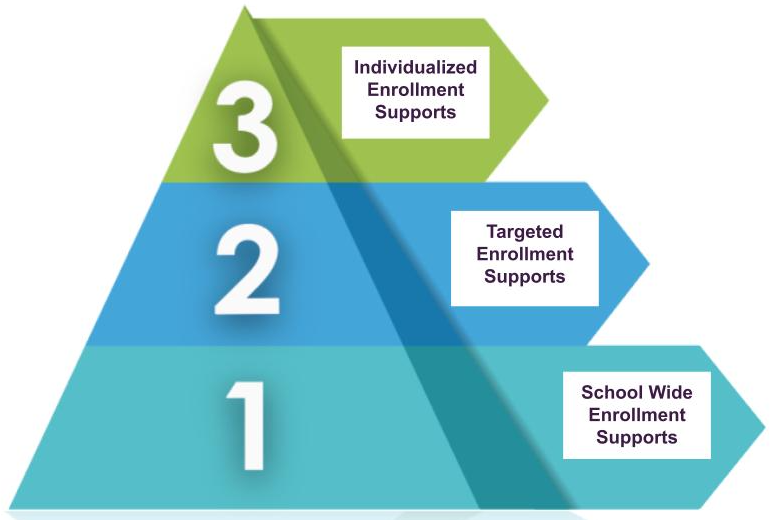 3
Individualized
Enrollment
Supports
2
Targeted
Enrollment
Supports
1
School Wide
Enrollment
Supports